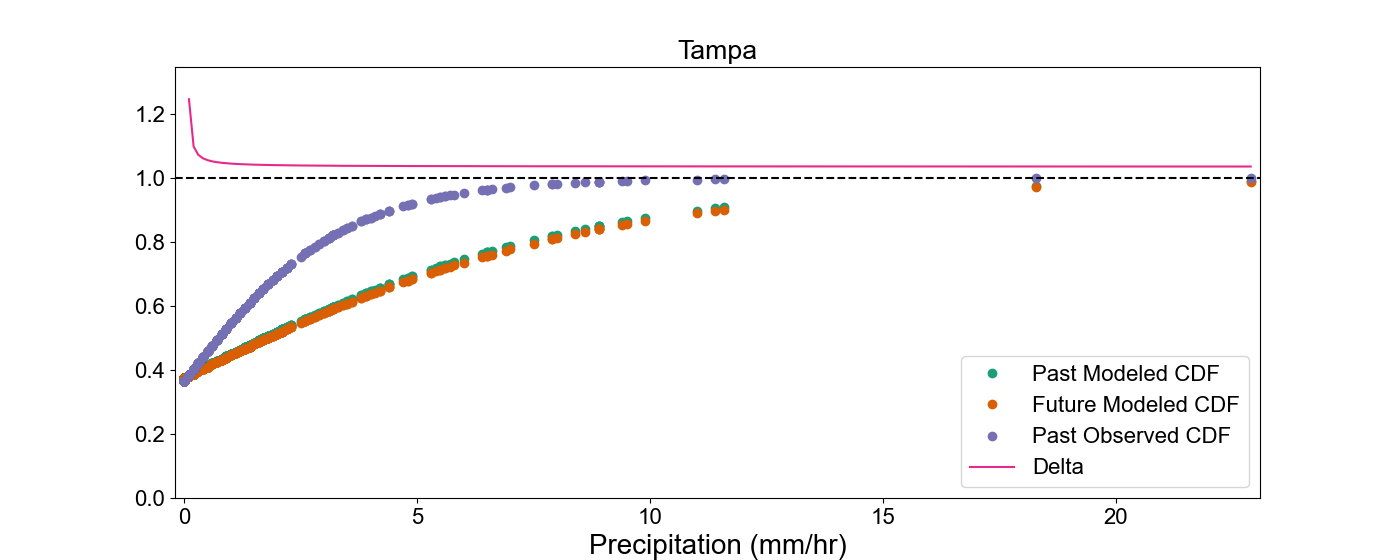 Tampa
1.2
1.0
0.8
0.6
0.4
0.2
0.0
0
5
10
15
20
Precipitation (mm/hr)
Past Modeled CDF
Future Modeled CDF
Past Observed CDF
Delta